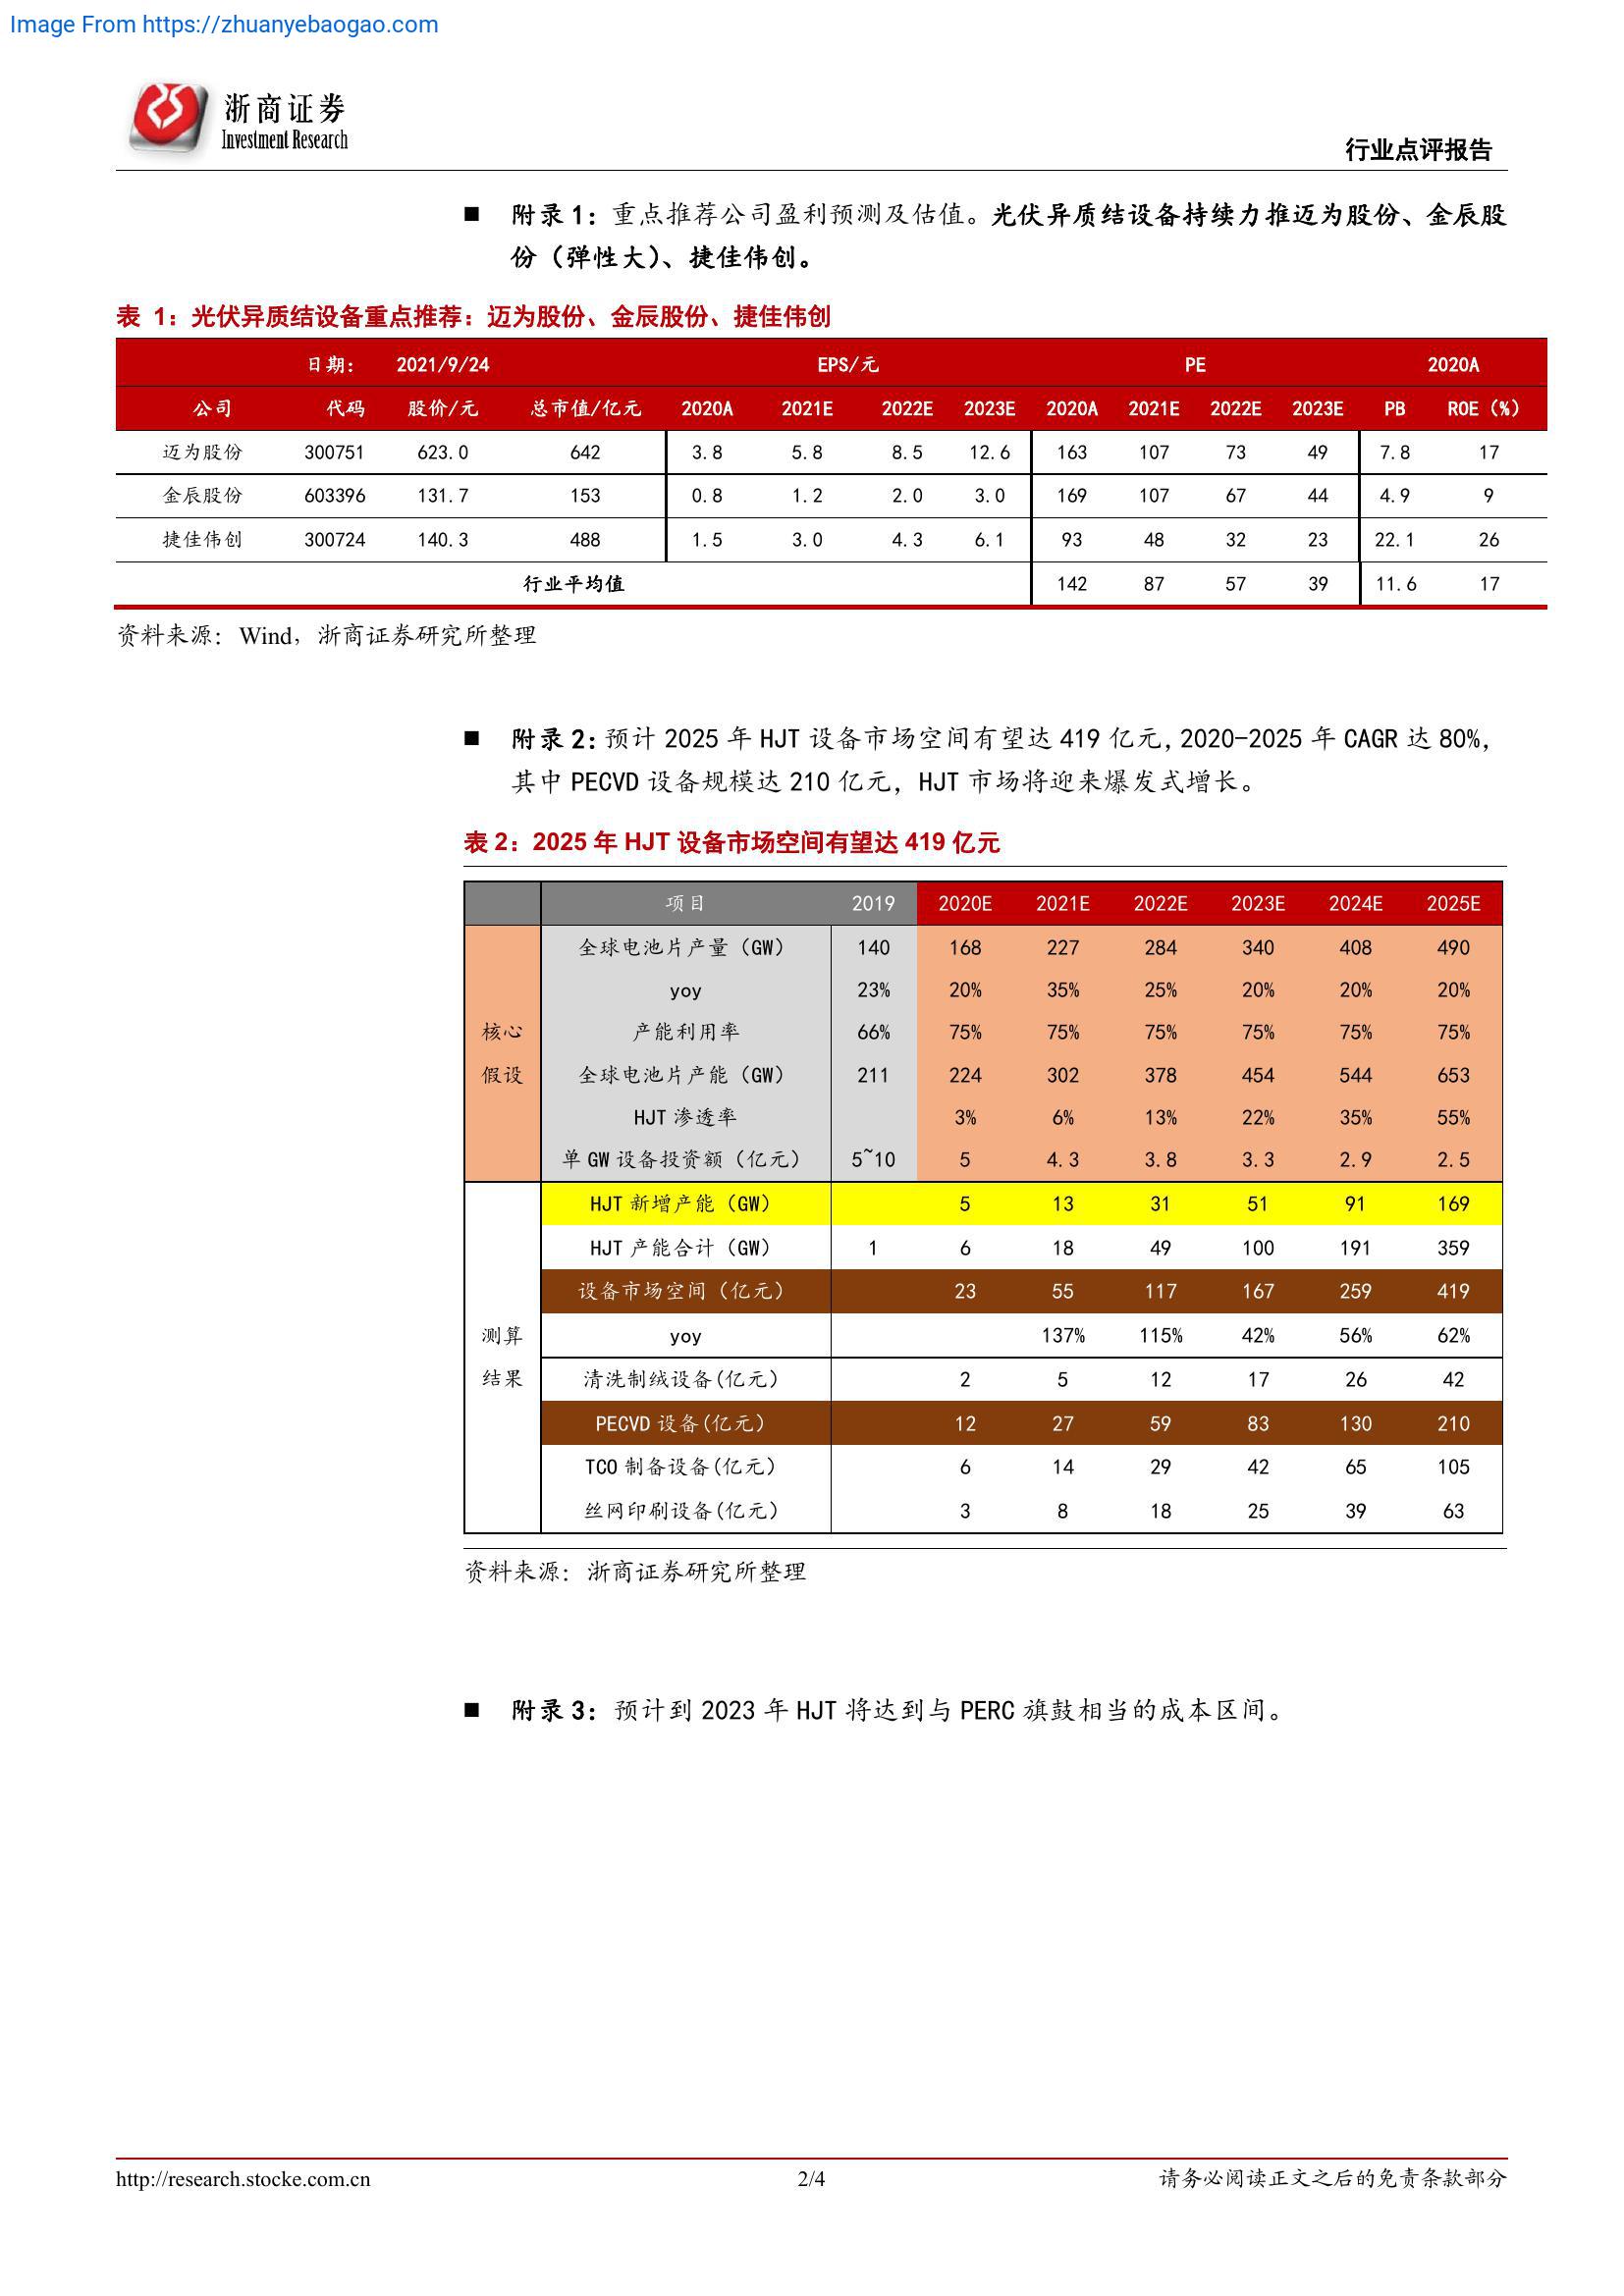 Image From https://zhuanyebaogao.com
浙商证券
Investment Research
行业点评报告
■ 附录 1：重点推荐公司盈利预测及估值。光伏异质结设备持续力推迈为股份、金辰股
份（弹性大）、捷佳伟创。
表 1：光伏异质结设备重点推荐：迈为股份、金辰股份、捷佳伟创
日期： 2021/9/24 EPS/元 PE 2020A
公司 代码 股价/元 总市值/亿元 2020A 2021E 2022E 2023E 2020A 2021E 2022E 2023E PB ROE（%）
迈为股份 300751 623.0 642 3.8 5.8 8.5 12.6 163 107 73 49 7.8 17
金辰股份 603396 131.7 153 0.8 1.2 2.0 3.0 169 107 67 44 4.9 9
捷佳伟创 300724 140.3 488 1.5 3.0 4.3 6.1 93 48 32 23 22.1 26
行业平均值 142 87 57 39 11.6 17
资料来源：Wind，浙商证券研究所整理
■ 附录 2：预计 2025 年 HJT 设备市场空间有望达 419 亿元，2020-2025 年 CAGR 达 80%，
其中 PECVD 设备规模达 210 亿元，HJT 市场将迎来爆发式增长。
表 2：2025 年 HJT 设备市场空间有望达 419 亿元
项目 2019 2020E 2021E 2022E 2023E 2024E 2025E
全球电池片产量（GW） 140 168 227 284 340 408 490
yoy 23% 20% 35% 25% 20% 20% 20%
核心 产能利用率 66% 75% 75% 75% 75% 75% 75%
假设 全球电池片产能（GW） 211 224 302 378 454 544 653
HJT 渗透率 3% 6% 13% 22% 35% 55%
单 GW 设备投资额（亿元） 5~10 5 4.3 3.8 3.3 2.9 2.5
HJT 新增产能（GW） 5 13 31 51 91 169
HJT 产能合计（GW） 1 6 18 49 100 191 359
设备市场空间（亿元） 23 55 117 167 259 419
测算 yoy 137% 115% 42% 56% 62%
结果 清洗制绒设备(亿元) 2 5 12 17 26 42
PECVD 设备(亿元) 12 27 59 83 130 210
TCO 制备设备(亿元) 6 14 29 42 65 105
丝网印刷设备(亿元) 3 8 18 25 39 63
资料来源：浙商证券研究所整理
■ 附录 3：预计到 2023 年 HJT 将达到与 PERC 旗鼓相当的成本区间。
http://research.stocke.com.cn 2/4 请务必阅读正文之后的免责条款部分